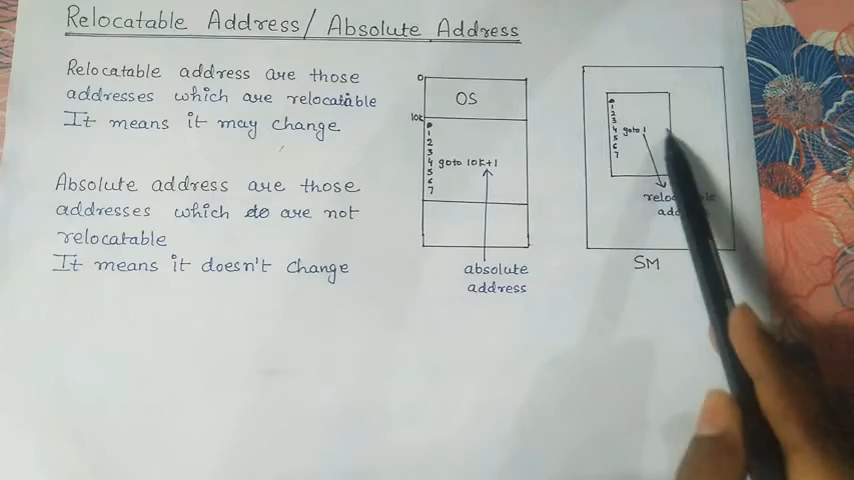 Relocatable Address/Absolute Address
Relocatable address are those
addresses which are relocatable
It means it may change
Absolute address are those
addresses which do are not
relocatable
It means it doesn't change
0
OS
10k
0
1
2
3
4 goto 10k+1
5
6
7
absolute
address
0
1
2
3
4 goto 1
5
6
7
SM